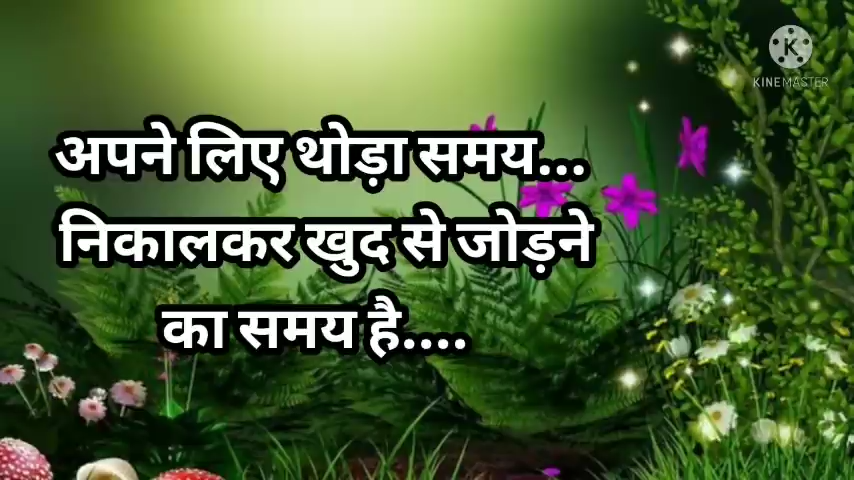 KINEMASTER
अपने लिए थोड़ा समय...
निकालकर खुद से जोड़ने
का समय है....